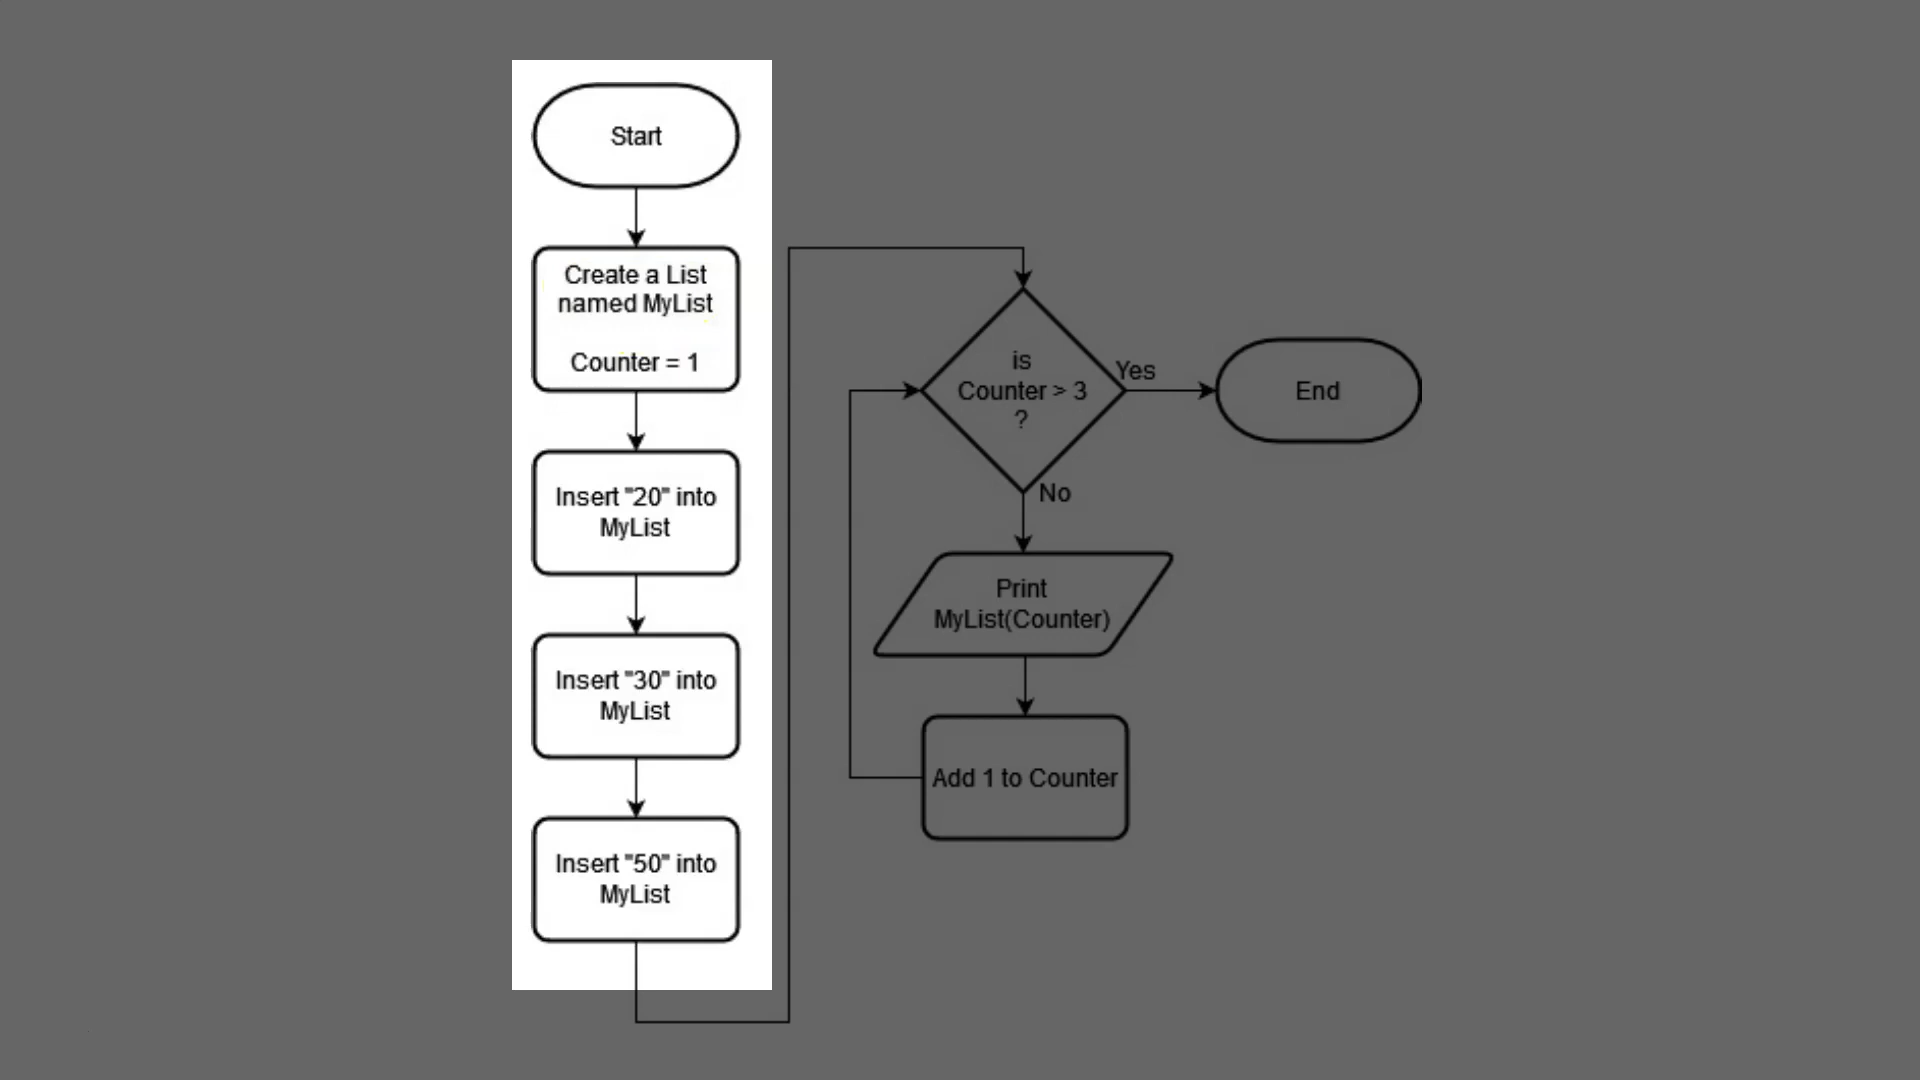 Start
Create a List
named MyList
Counter = 1
Insert "20" into
MyList
Insert "30" into
MyList
Insert "50" into
MyList
is
Counter > 3
?
Yes
End
No
Print
MyList(Counter)
Add 1 to Counter